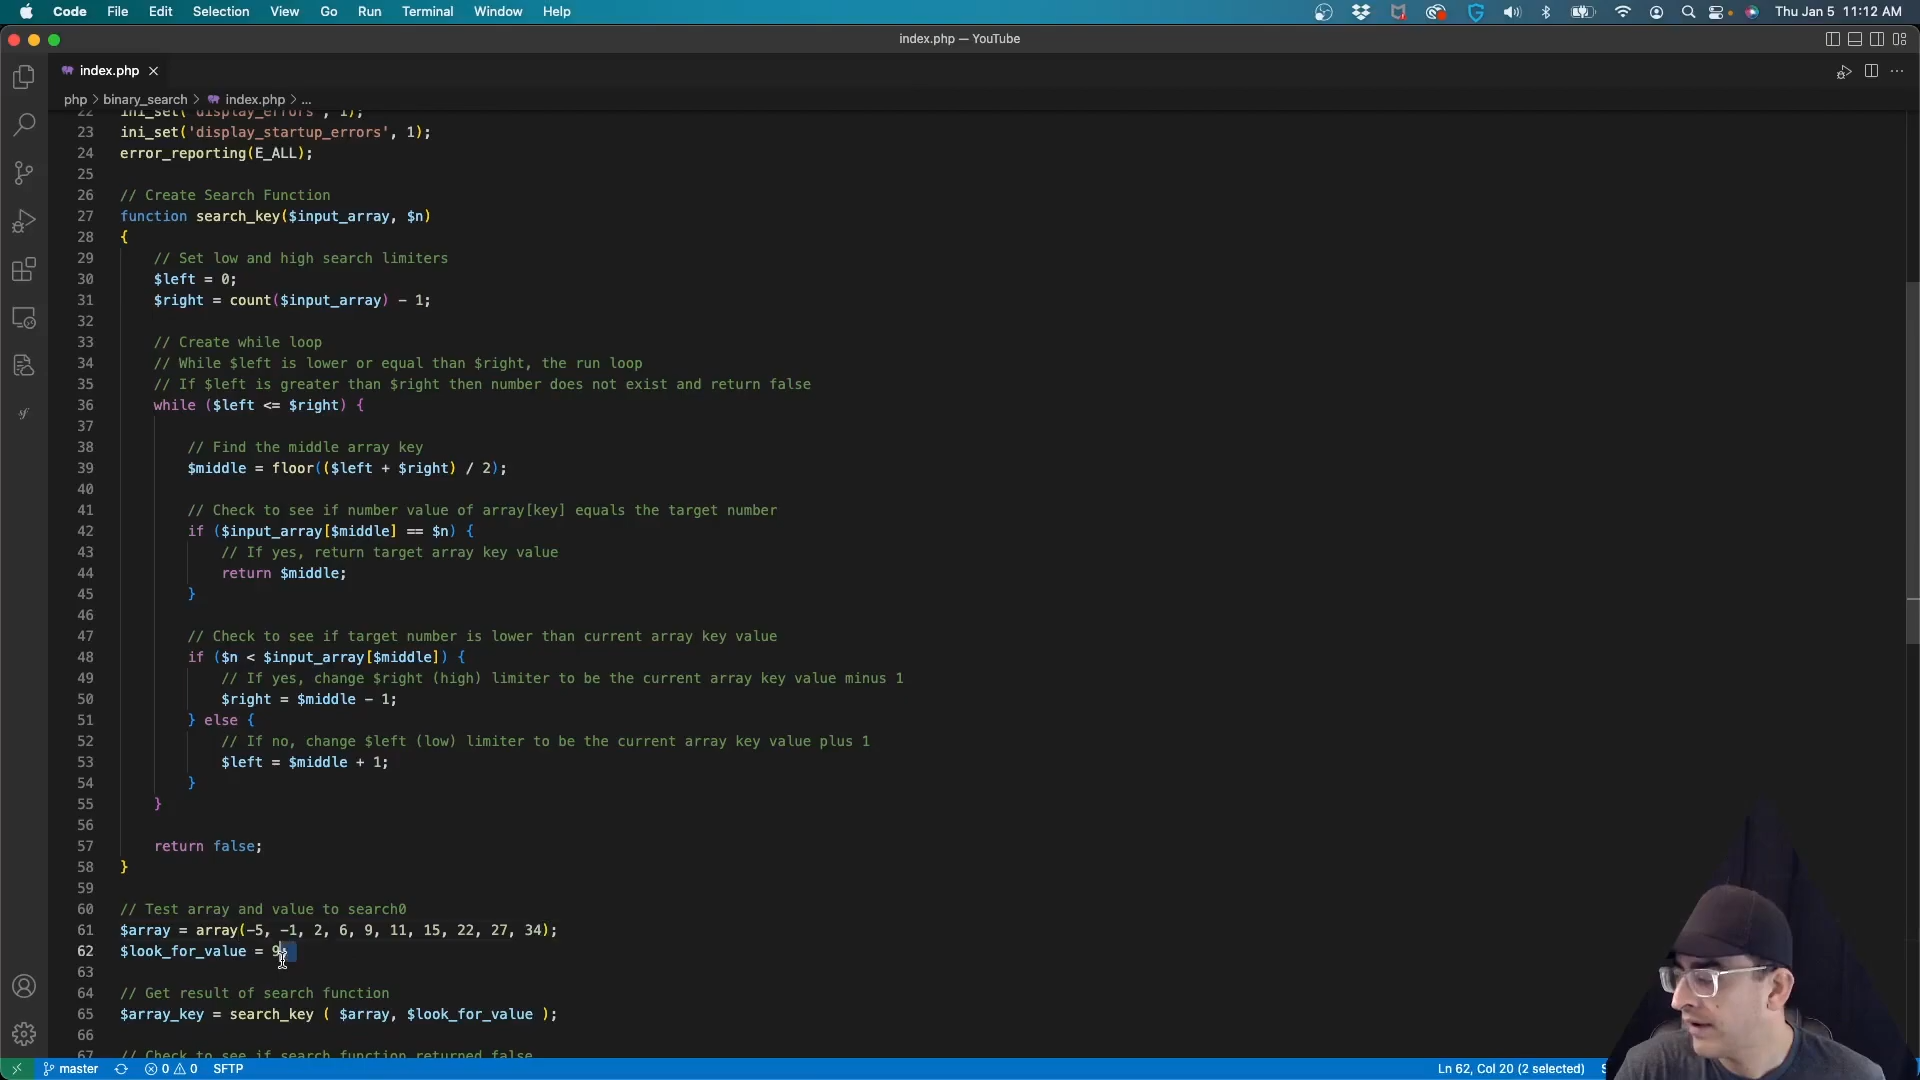 Code File Edit Selection View Go Run Terminal Window Help Thu Jan 5 11:12 AM
index.php — YouTube
index.php
php > binary_search > index.php > ...
22 ini_set('display_errors', 1);
23 ini_set('display_startup_errors', 1);
24 error_reporting(E_ALL);
25
26 // Create Search Function
27 function search_key($input_array, $n)
28 {
29 // Set low and high search limiters
30 $left = 0;
31 $right = count($input_array) - 1;
32
33 // Create while loop
34 // While $left is lower or equal than $right, the run loop
35 // If $left is greater than $right then number does not exist and return false
36 while ($left <= $right) {
37
38 // Find the middle array key
39 $middle = floor(($left + $right) / 2);
40
41 // Check to see if number value of array[key] equals the target number
42 if ($input_array[$middle] == $n) {
43 // If yes, return target array key value
44 return $middle;
45 }
46
47 // Check to see if target number is lower than current array key value
48 if ($n < $input_array[$middle]) {
49 // If yes, change $right (high) limiter to be the current array key value minus 1
50 $right = $middle - 1;
51 } else {
52 // If no, change $left (low) limiter to be the current array key value plus 1
53 $left = $middle + 1;
54 }
55 }
56
57 return false;
58 }
59
60 // Test array and value to search0
61 $array = array(-5, -1, 2, 6, 9, 11, 15, 22, 27, 34);
62 $look_for_value = 9;
63
64 // Get result of search function
65 $array_key = search_key ( $array, $look_for_value );
66
67 // Check to see if search function returned false
master 0 0 SFTP Ln 62, Col 20 (2 selected)